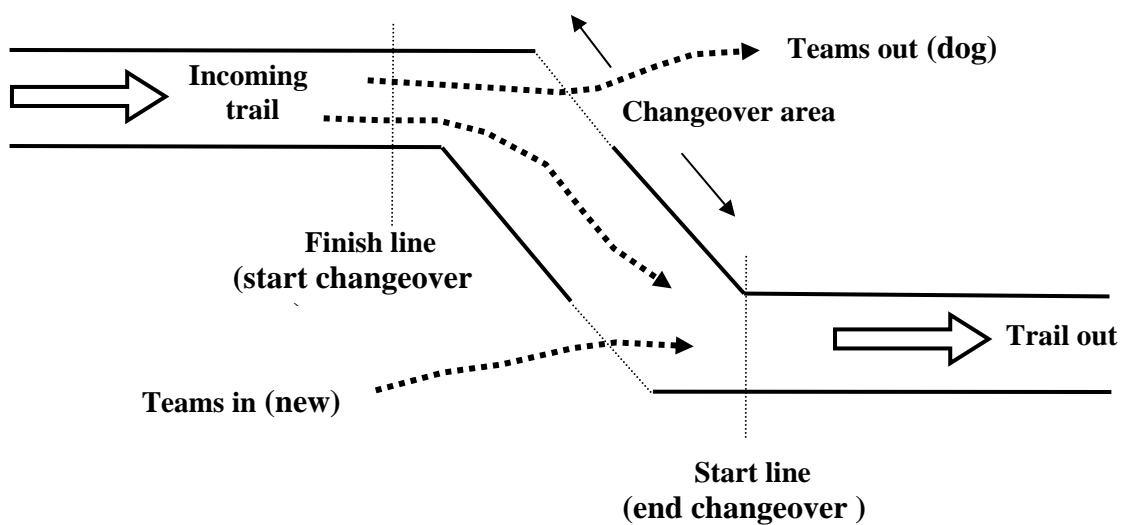 Teams out (dog)
Incoming
trail
Changeover area
Finish line
(start changeover
Trail out
Teams in (new)
Start line
(end changeover )